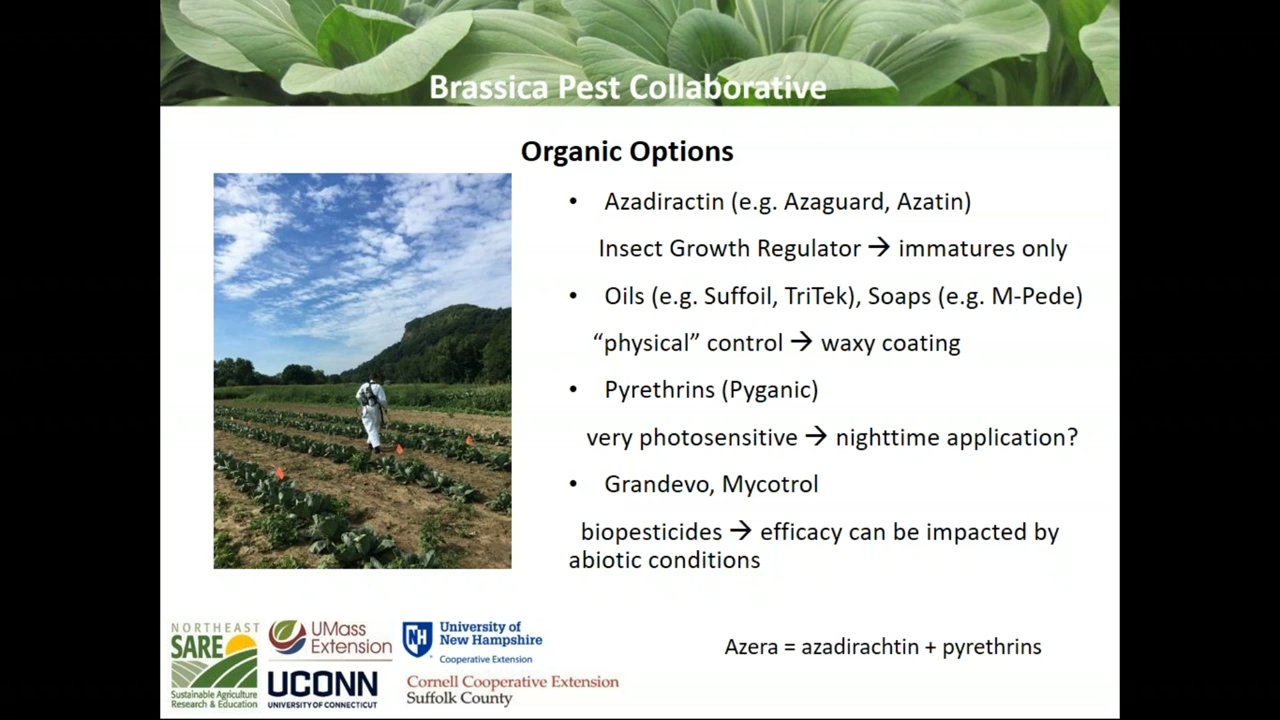 Brassica Pest Collaborative
Organic Options
• Azadiractin (e.g. Azaguard, Azatin)
Insect Growth Regulator → immatures only
• Oils (e.g. Suffoil, TriTek), Soaps (e.g. M-Pede)
“physical” control → waxy coating
• Pyrethrins (Pyganic)
very photosensitive → nighttime application?
• Grandevo, Mycotrol
biopesticides → efficacy can be impacted by
abiotic conditions
Azera = azadirachtin + pyrethrins
NORTHEAST
SARE
Sustainable Agriculture
Research & Education
UMass
Extension
UCONN
UNIVERSITY OF CONNECTICUT
NH
University of
New Hampshire
Cooperative Extension
Cornell Cooperative Extension
Suffolk County